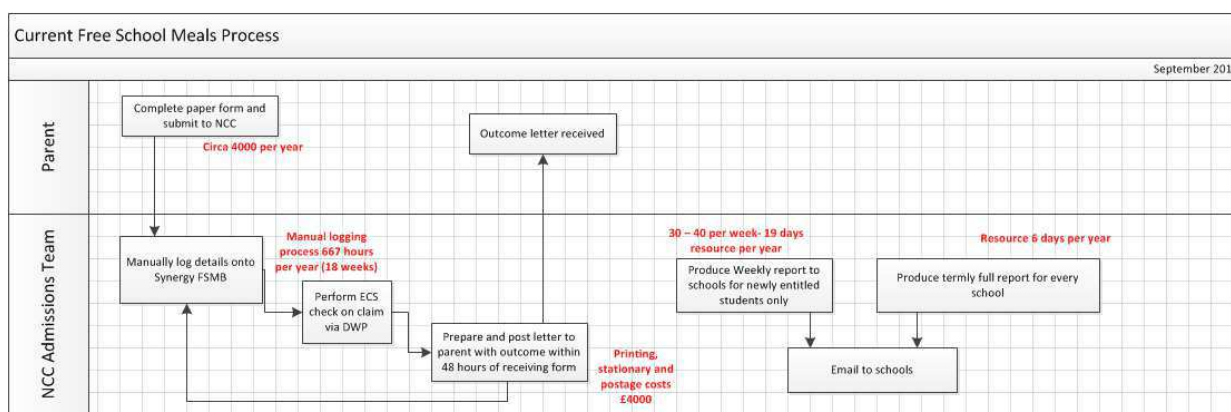 Current Free School Meals Process
September 201
Parent
Complete paper form and
submit to NCC
Circa 4000 per year
Outcome letter received
NCC Admissions Team
Manually log details onto
Synergy FSMB
Manual logging
process 667 hours
per year (18 weeks)
Perform ECS
check on claim
via DWP
Prepare and post letter to
parent with outcome within
48 hours of receiving form
Printing,
stationary and
postage costs
£4000
30 – 40 per week- 19 days
resource per year
Produce Weekly report to
schools for newly entitled
students only
Resource 6 days per year
Produce termly full report for every
school
Email to schools